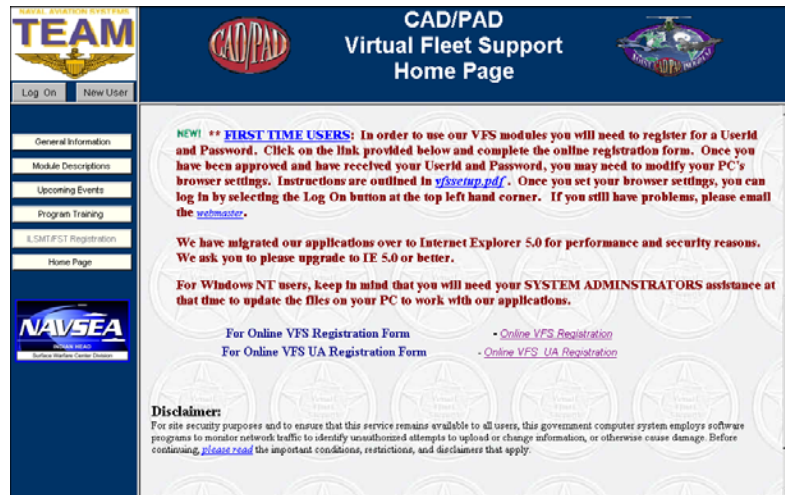 NAVAL AVIATION SYSTEMS
TEAM
CAD/PAD
CAD/PAD
Virtual Fleet Support
Home Page
Log On
New User
General Information
Module Descriptions
Upcoming Events
Program Training
ILSMT/FST Registration
Home Page
NAVSEA
INDIAN HEAD
Surface Warfare Center Division
NEW! ** FIRST TIME USERS: In order to use our VFS modules you will need to register for a UserId
and Password. Click on the link provided below and complete the online registration form. Once you
have been approved and have received your UserId and Password, you may need to modify your PC's
browser settings. Instructions are outlined in vfssetup.pdf. Once you set your browser settings, you can
log in by selecting the Log On button at the top left hand corner. If you still have problems, please email
the webmaster.
We have migrated our applications over to Internet Explorer 5.0 for performance and security reasons.
We ask you to please upgrade to IE 5.0 or better.
For Windows NT users, keep in mind that you will need your SYSTEM ADMINSTRATORS assistance at
that time to update the files on your PC to work with our applications.
For Online VFS Registration Form - Online VFS Registration
For Online VFS UA Registration Form - Online VFS UA Registration
Disclaimer:
For site security purposes and to ensure that this service remains available to all users, this government computer system employs software
programs to monitor network traffic to identify unauthorized attempts to upload or change information, or otherwise cause damage. Before
continuing, please read the important conditions, restrictions, and disclaimers that apply.